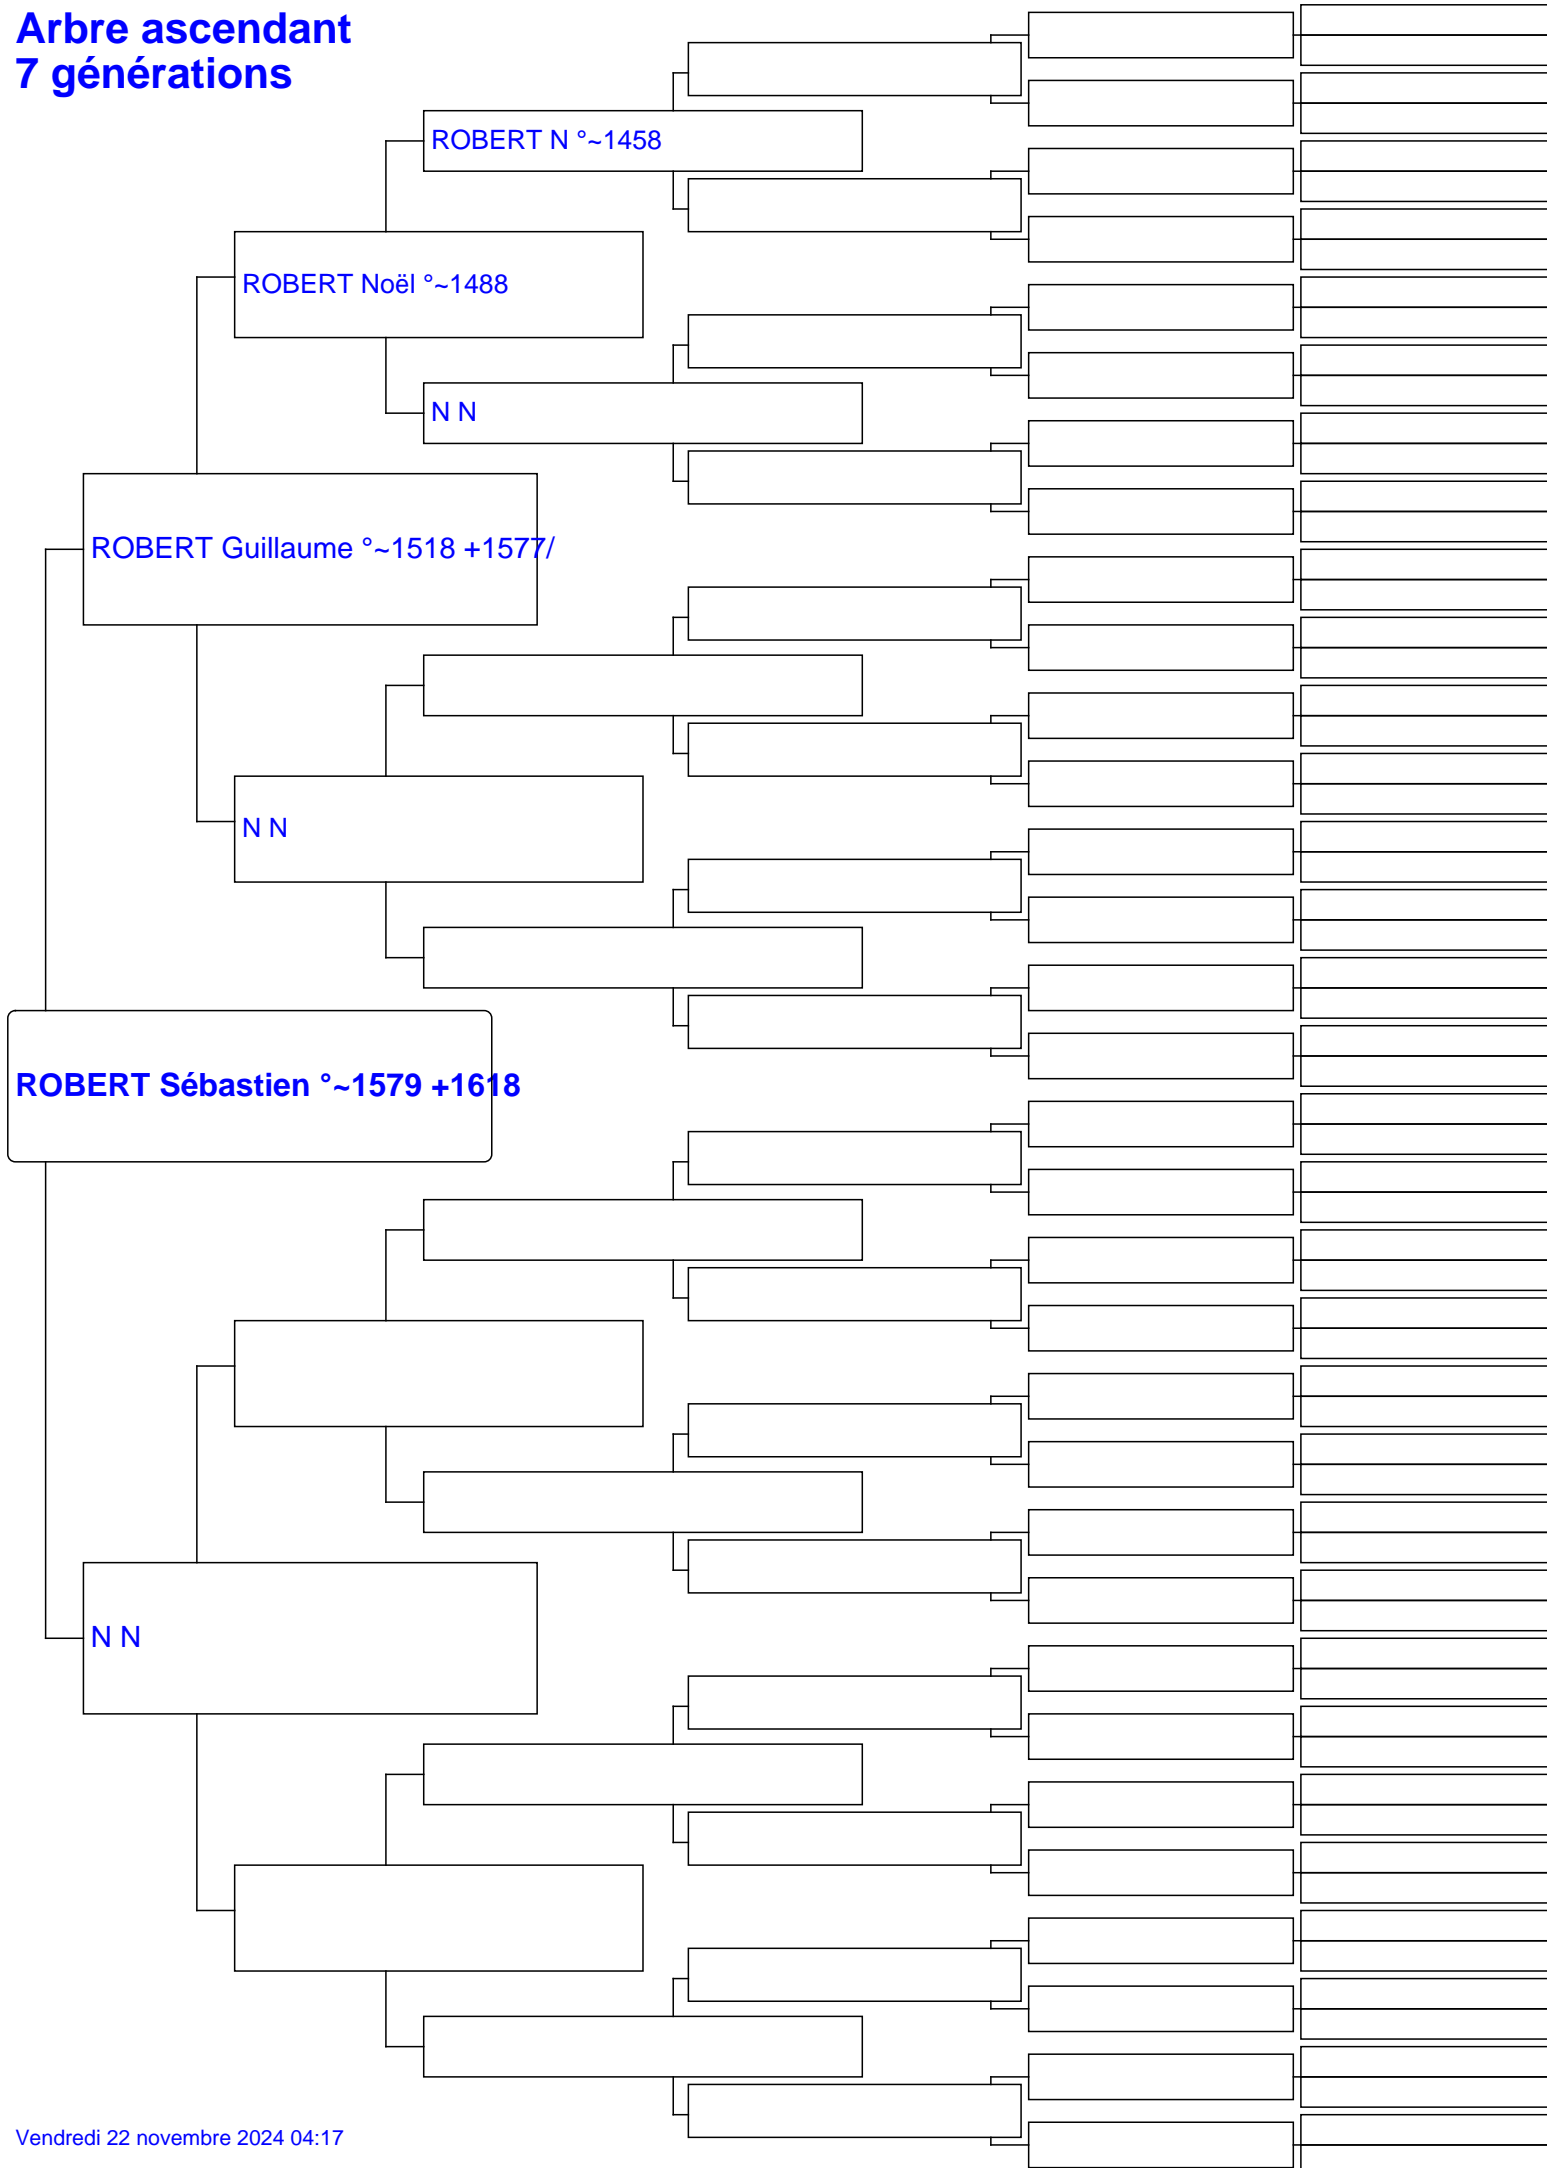 Arbre ascendant
7 générations
ROBERT N °~1458
ROBERT Noël °~1488
N N
ROBERT Guillaume °~1518 +1577/
N N
ROBERT Sébastien °~1579 +1618
N N
Vendredi 22 novembre 2024 04:17